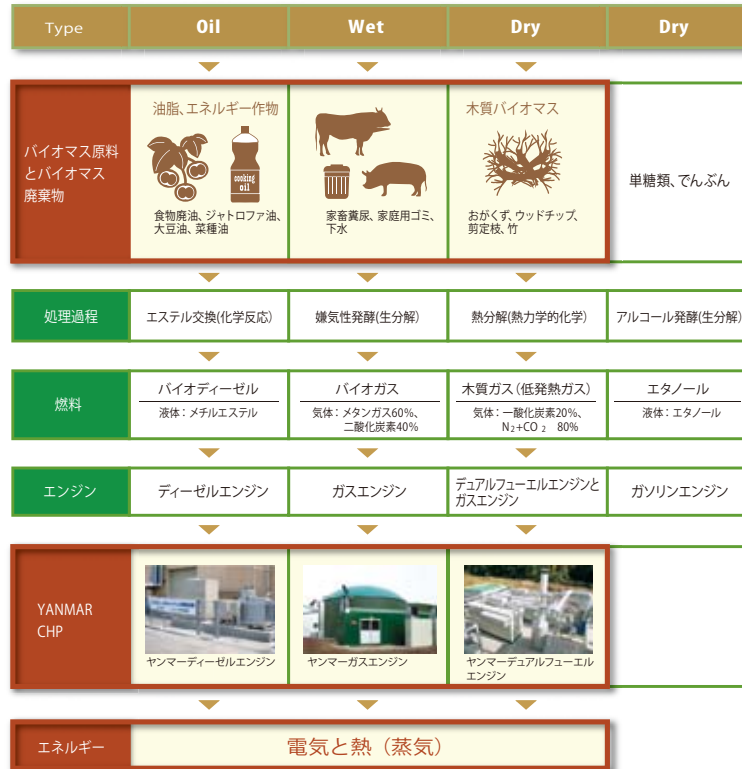 Type Oil Wet Dry Dry
バイオマス原料
とバイオマス
廃棄物
油脂、エネルギー作物
cooking
oil
食物廃油、ジャトロファ油、
大豆油、菜種油
家畜糞尿、家庭用ゴミ、
下水
木質バイオマス
おがくず、ウッドチップ、
剪定枝、竹
単糖類、でんぷん
処理過程 エステル交換(化学反応) 嫌気性発酵(生分解) 熱分解(熱力学的化学) アルコール発酵(生分解)
燃料
バイオディーゼル
液体：メチルエステル
バイオガス
気体：メタンガス60%、
二酸化炭素40%
木質ガス（低発熱ガス）
気体：一酸化炭素20%、
N₂+CO ₂ 80%
エタノール
液体：エタノール
エンジン ディーゼルエンジン ガスエンジン
デュアルフューエルエンジンと
ガスエンジン
ガソリンエンジン
YANMAR
CHP
ヤンマーディーゼルエンジン
ヤンマーガスエンジン
ヤンマーデュアルフューエル
エンジン
エネルギー 電気と熱（蒸気）